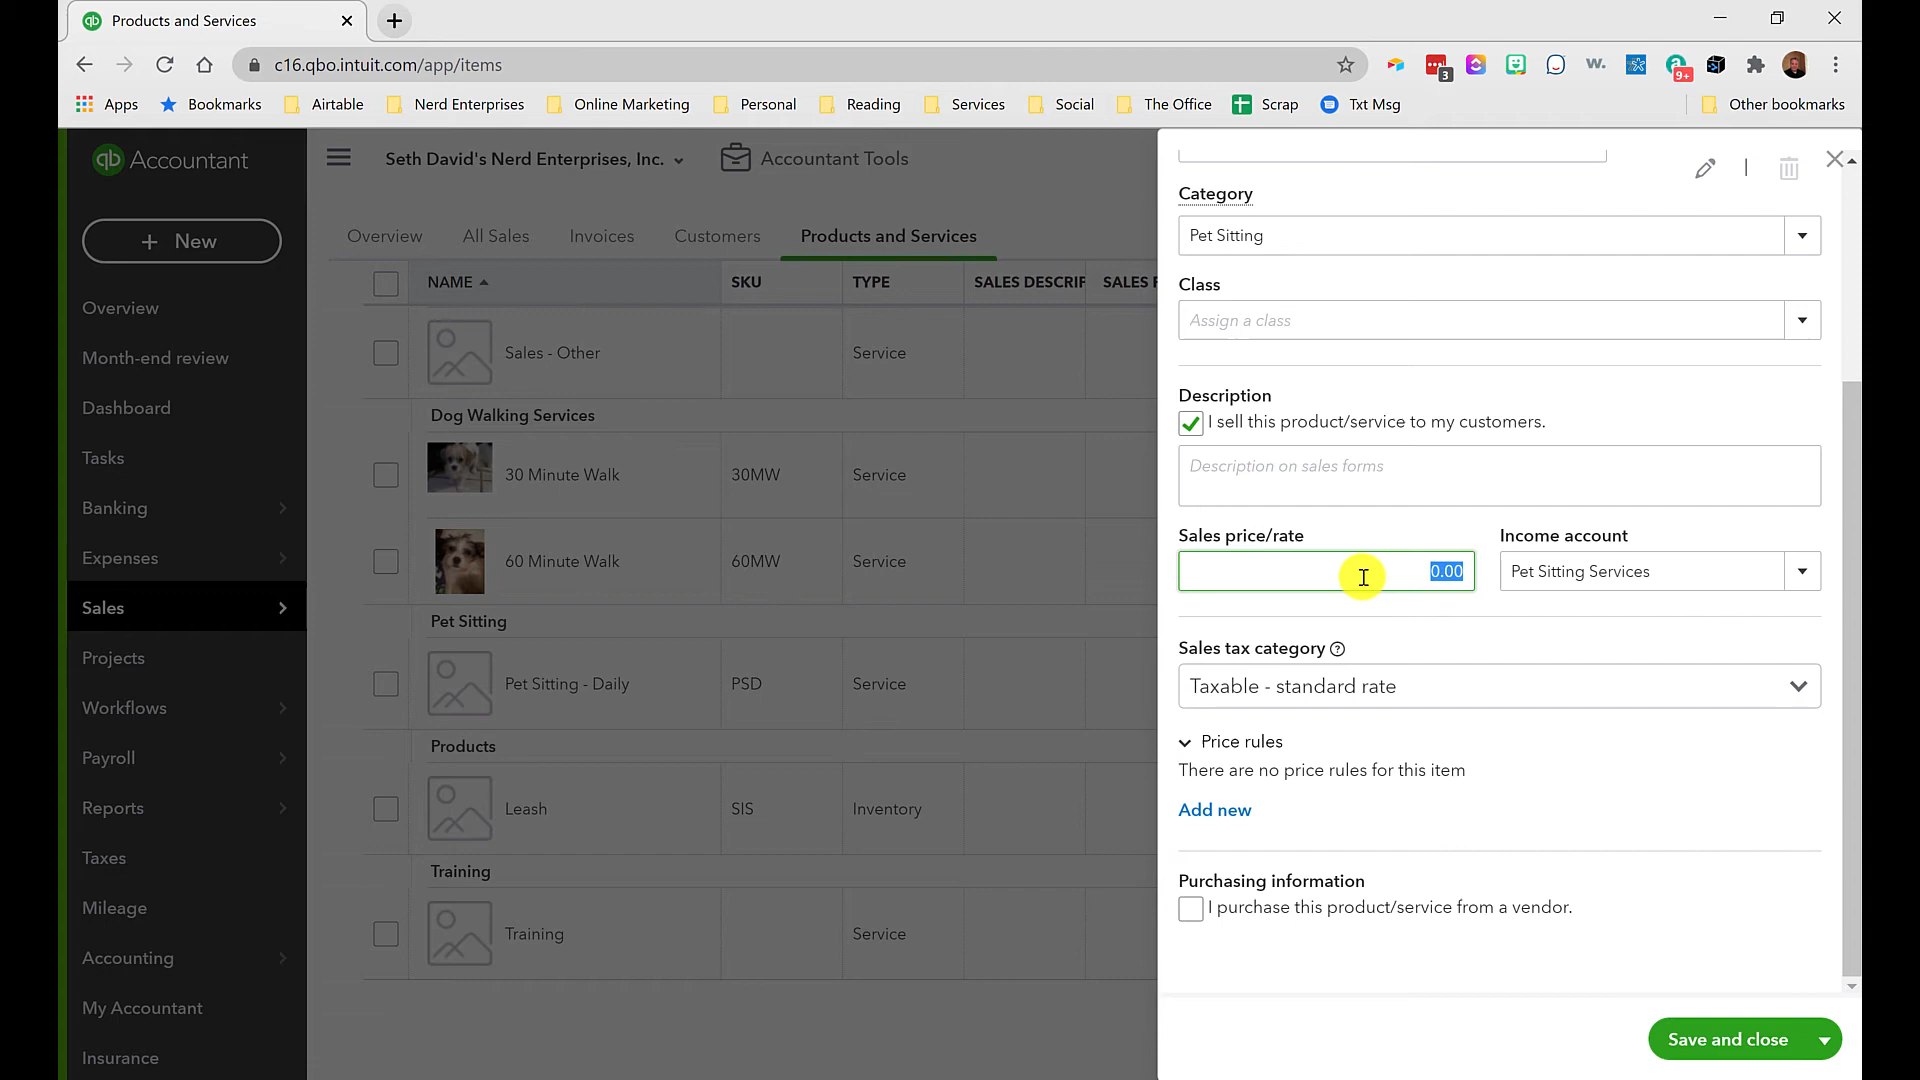 Products and Services
c16.qbo.intuit.com/app/items
3
w.
9+
Apps Bookmarks Airtable Nerd Enterprises Online Marketing Personal Reading Services Social The Office Scrap Txt Msg Other bookmarks
qb Accountant
Seth David's Nerd Enterprises, Inc.
Accountant Tools
+ New
Overview
Month-end review
Dashboard
Tasks
Banking
Expenses
Sales
Projects
Workflows
Payroll
Reports
Taxes
Mileage
Accounting
My Accountant
Insurance
Overview All Sales Invoices Customers Products and Services
NAME SKU TYPE SALES DESCRIF SALES F
Sales - Other Service
Dog Walking Services
30 Minute Walk 30MW Service
60 Minute Walk 60MW Service
Pet Sitting
Pet Sitting - Daily PSD Service
Products
Leash SIS Inventory
Training
Training Service
Category
Pet Sitting
Class
Assign a class
Description
I sell this product/service to my customers.
Description on sales forms
Sales price/rate Income account
0.00 Pet Sitting Services
Sales tax category ?
Taxable - standard rate
Price rules
There are no price rules for this item
Add new
Purchasing information
I purchase this product/service from a vendor.
Save and close